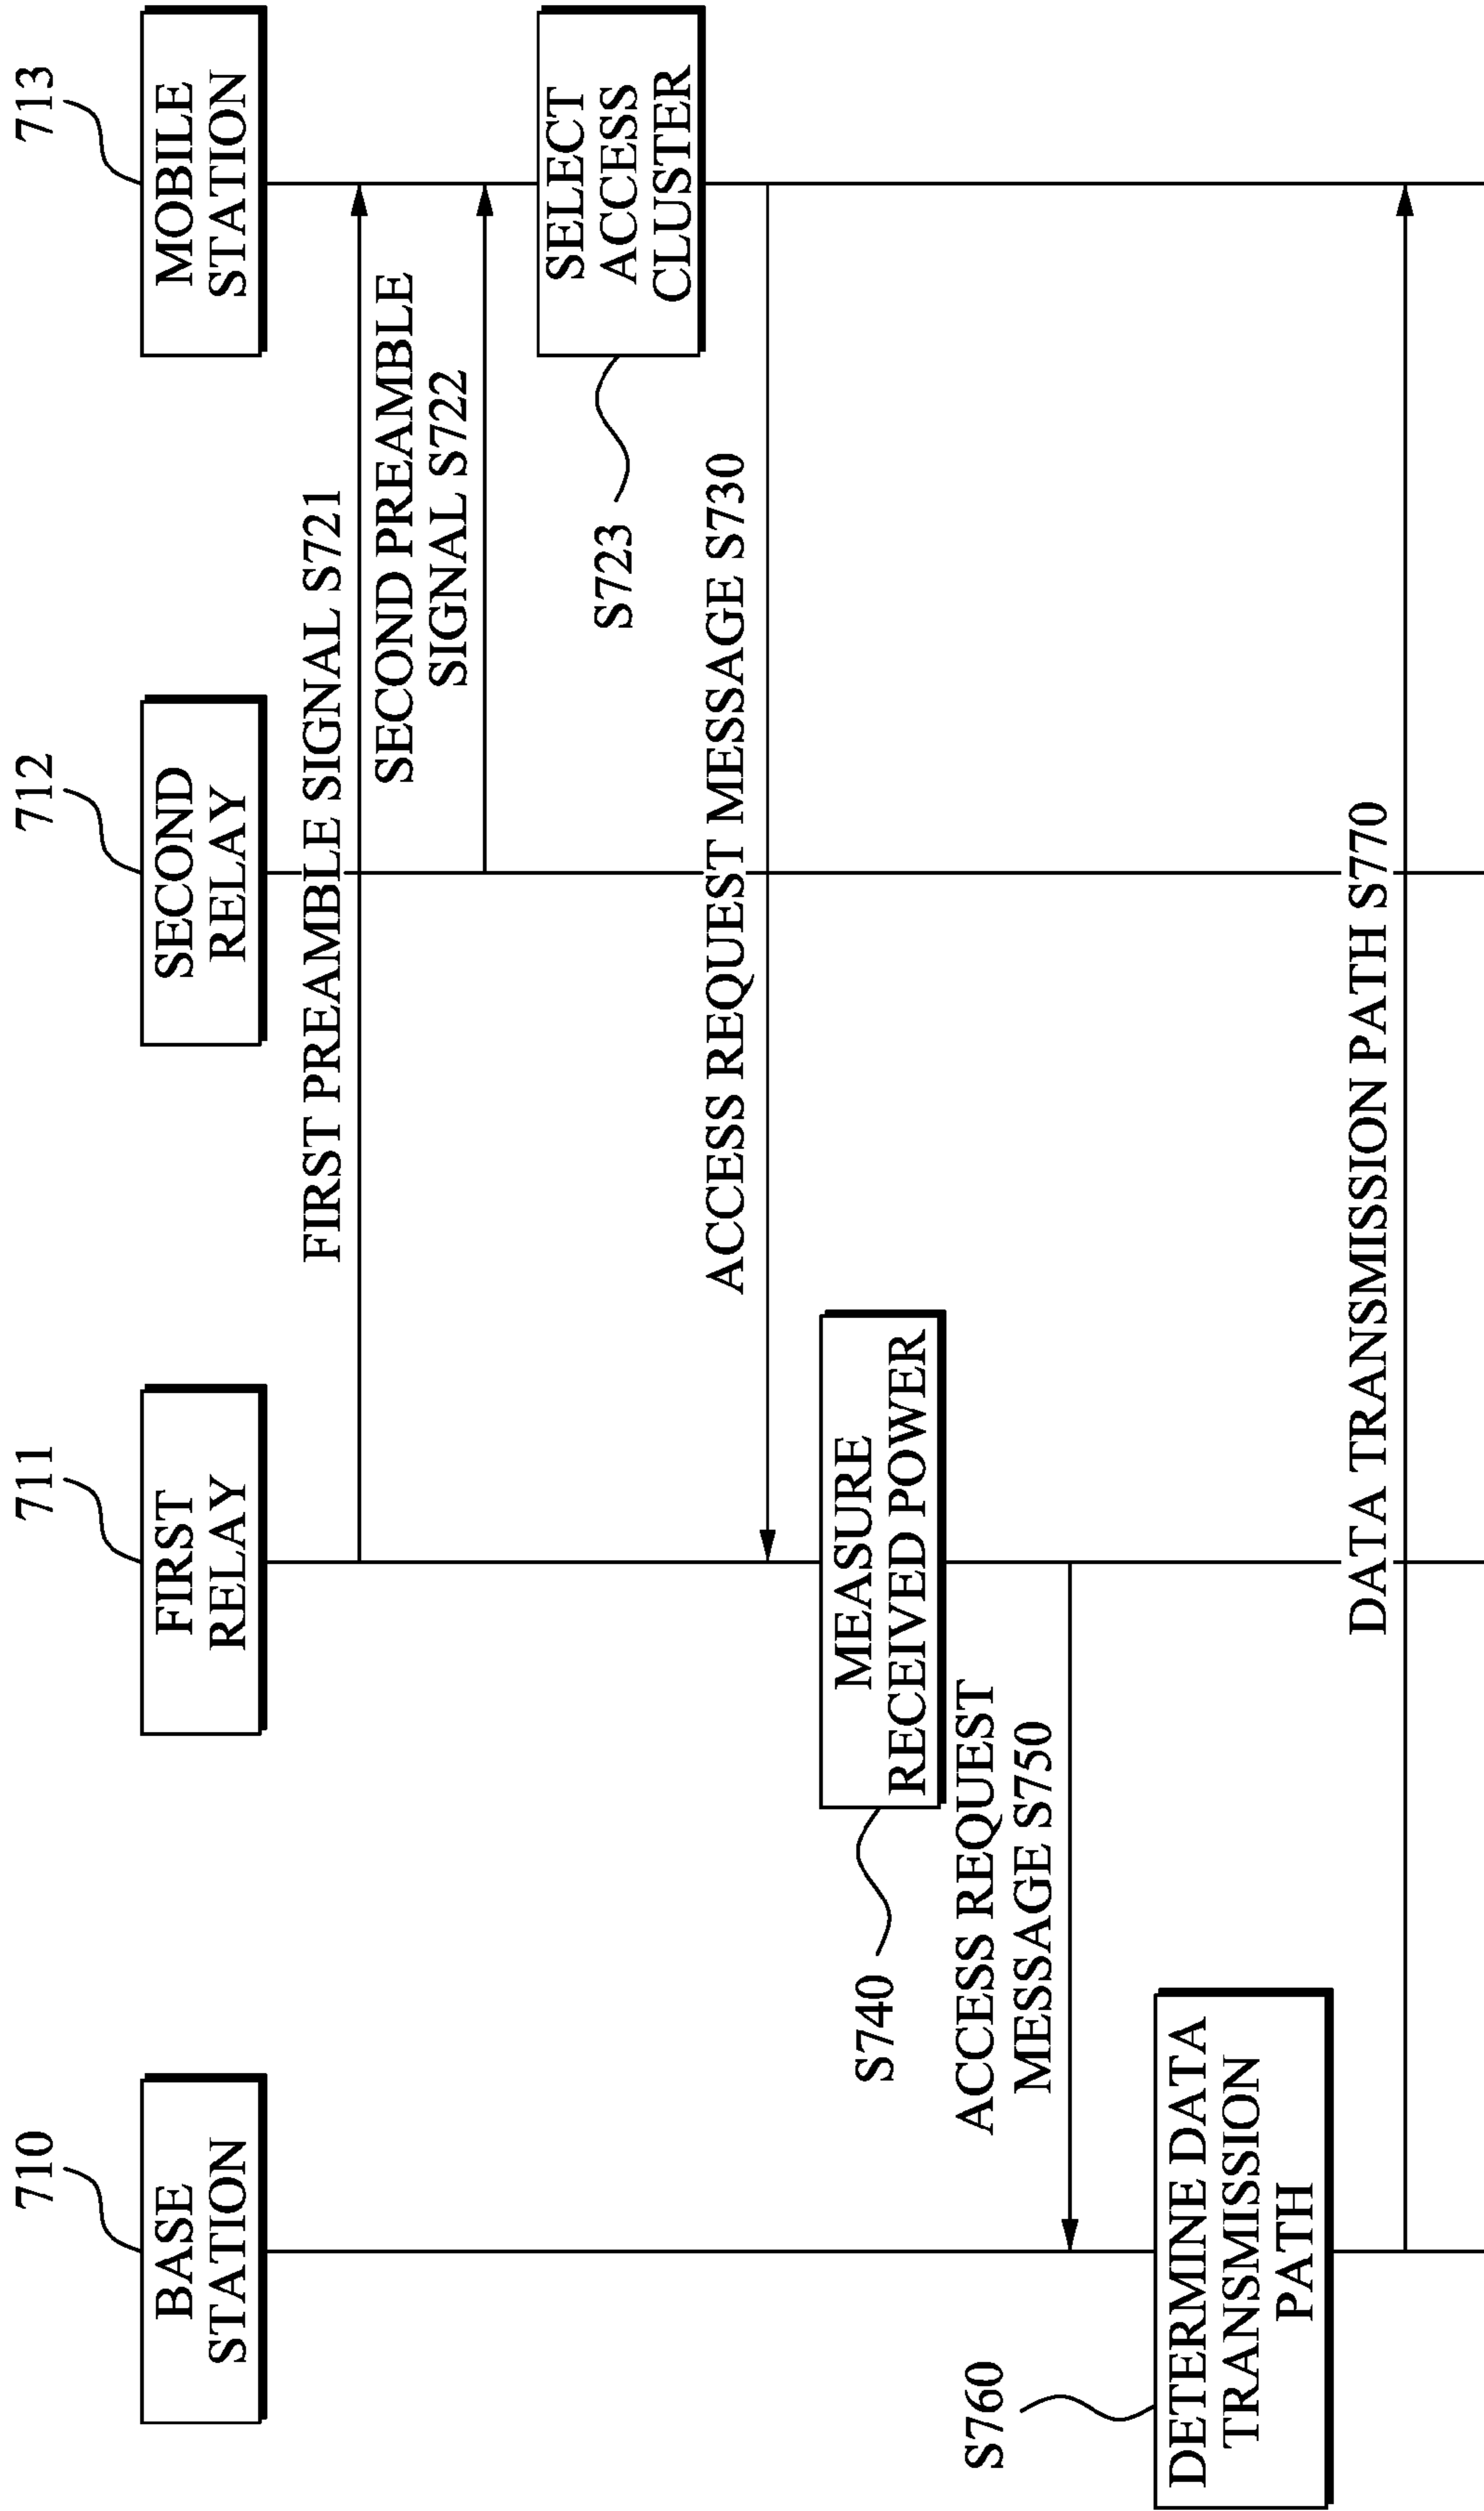 710
711
712
713
BASE
STATION
FIRST
RELAY
SECOND
RELAY
MOBILE
STATION
FIRST PREAMBLE SIGNAL S721
SECOND PREAMBLE
SIGNAL S722
SELECT
ACCESS
CLUSTER
S723
ACCESS REQUEST MESSAGE S730
MEASURE
RECEIVED POWER
S740
ACCESS REQUEST
MESSAGE S750
S760
DETERMINE DATA
TRANSMISSION
PATH
DATA TRANSMISSION PATH S770